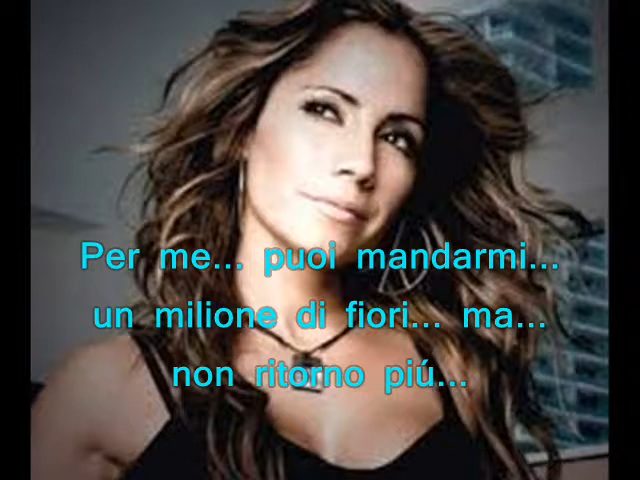 Per me... puoi mandarmi...
un milione di fiori... ma...
non ritorno piú...